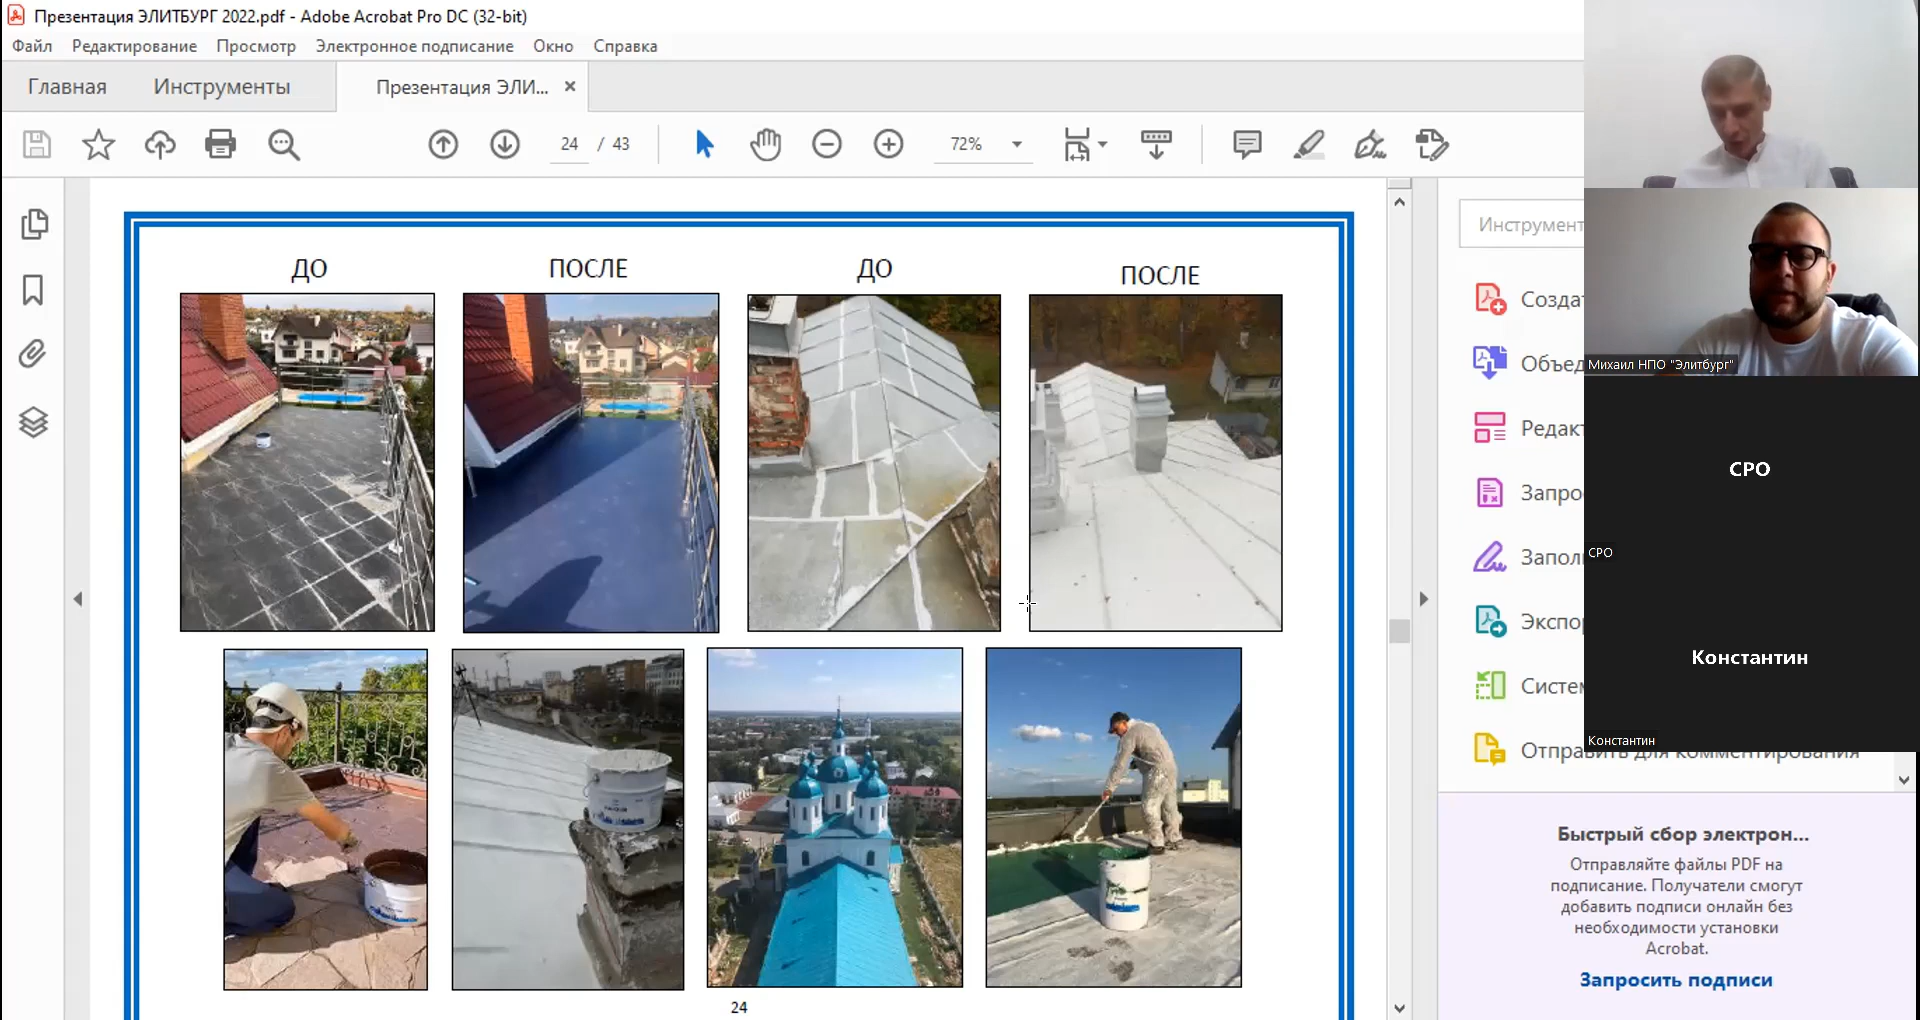 Презентация ЭЛИТБУРГ 2022.pdf - Adobe Acrobat Pro DC (32-bit)
Файл Редактирование Просмотр Электронное подписание Окно Справка
Главная Инструменты Презентация ЭЛИ... ×
24 / 43 72%
Инструмент
ДО ПОСЛЕ ДО ПОСЛЕ
Созда
Михаил НПО "Элитбург"
Объед
Редакт
СРО
Запро
СРО
Запол
Экспор
Константин
Систем
Константин
Отправить для комментирования
Быстрый сбор электрон...
Отправляйте файлы PDF на
подписание. Получатели смогут
добавить подписи онлайн без
необходимости установки
Acrobat.
Запросить подписи
24